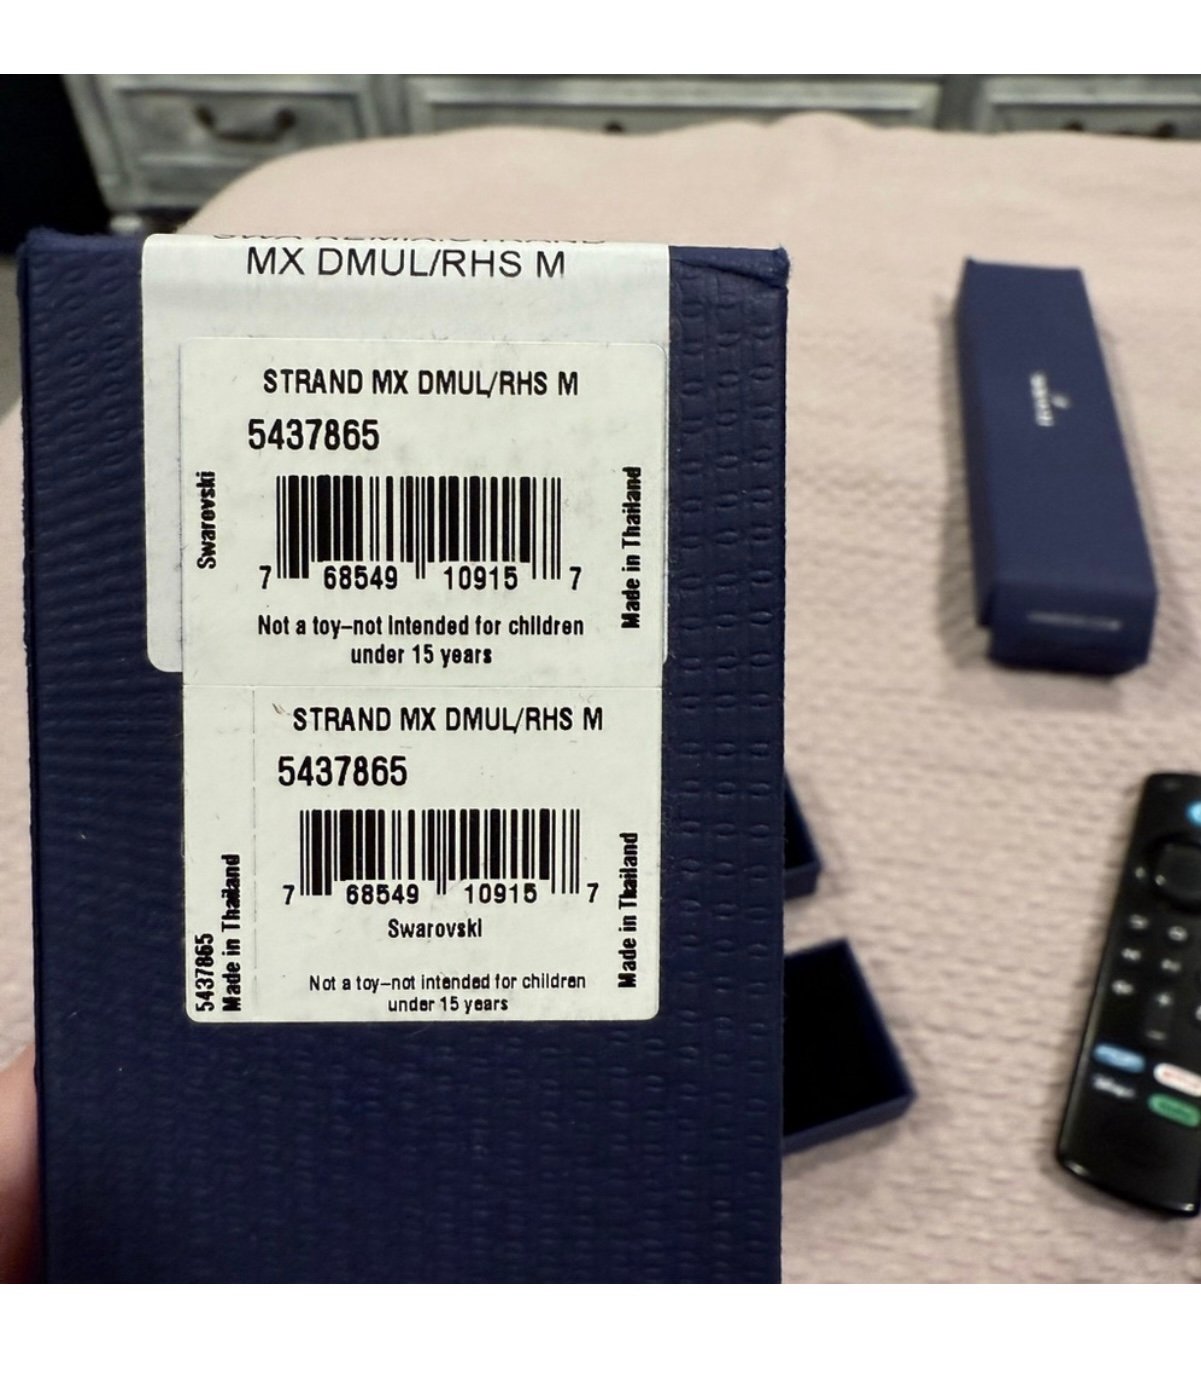 MX DMUL/RHS M
STRAND MX DMUL/RHS M
5437865
Swarovski
7 68549 10915 7
Made in Thailand
Not a toy–not intended for children
under 15 years
STRAND MX DMUL/RHS M
5437865
7 68549 10915 7
Swarovski
Made in Thailand
5437865
Made in Thailand
Not a toy–not intended for children
under 15 years